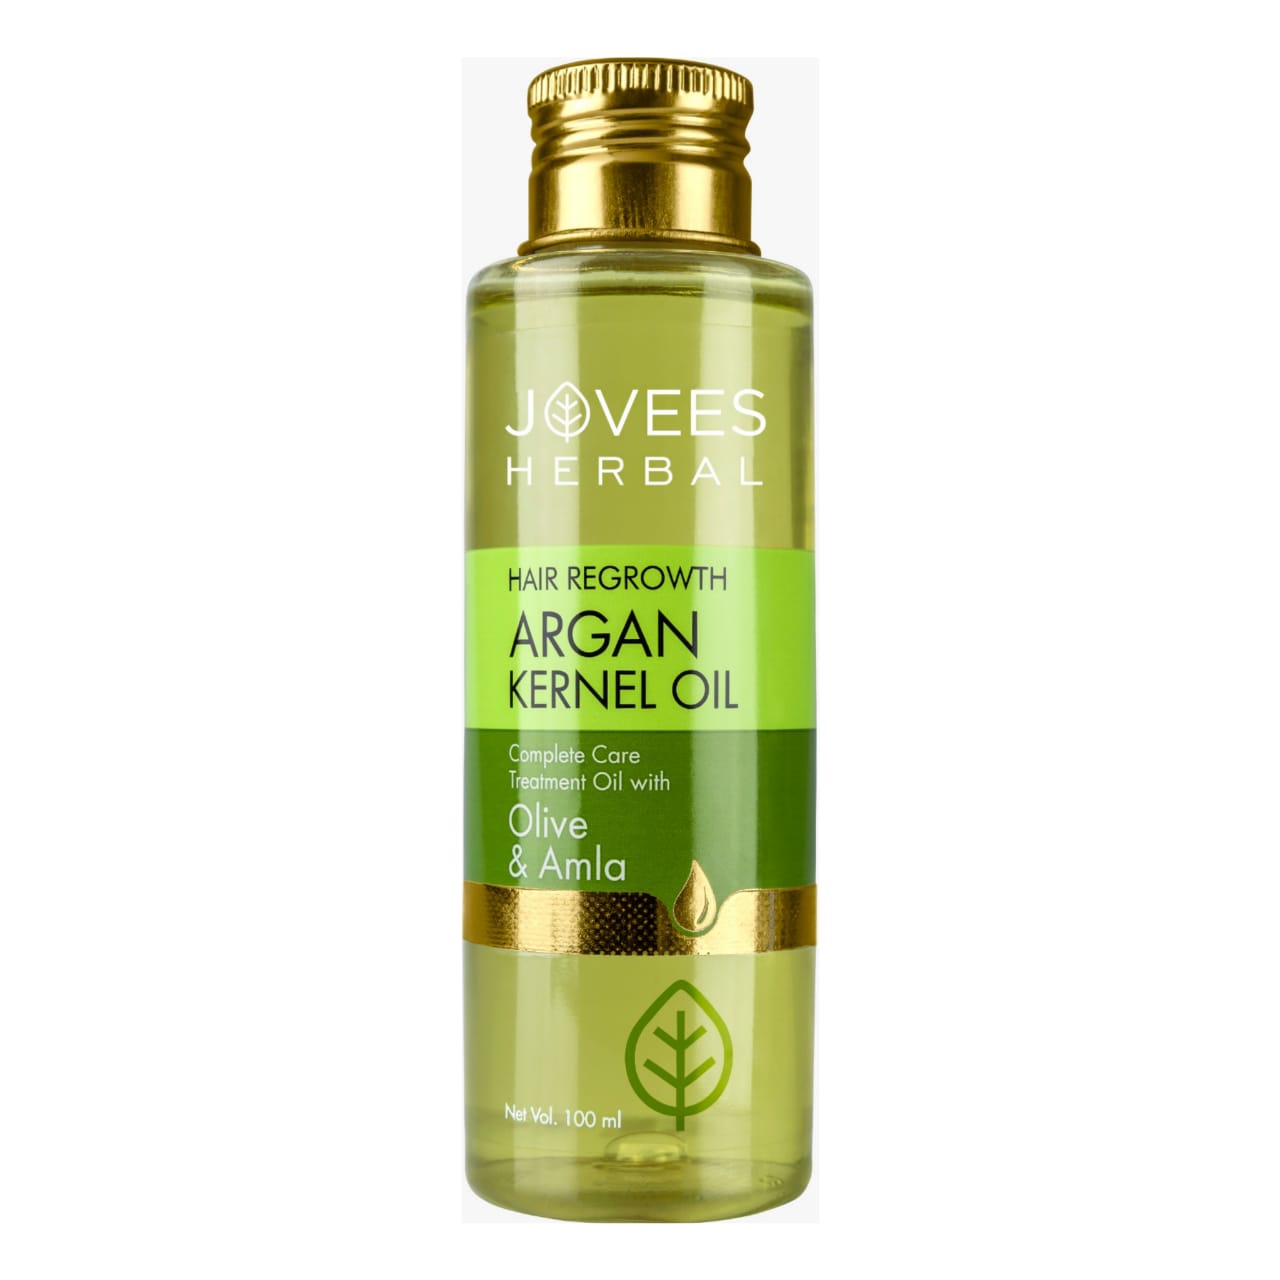 JOVEES
HERBAL
HAIR REGROWTH
ARGAN
KERNEL OIL
Complete Care
Treatment Oil with
Olive
& Amla
Net Vol. 100 ml